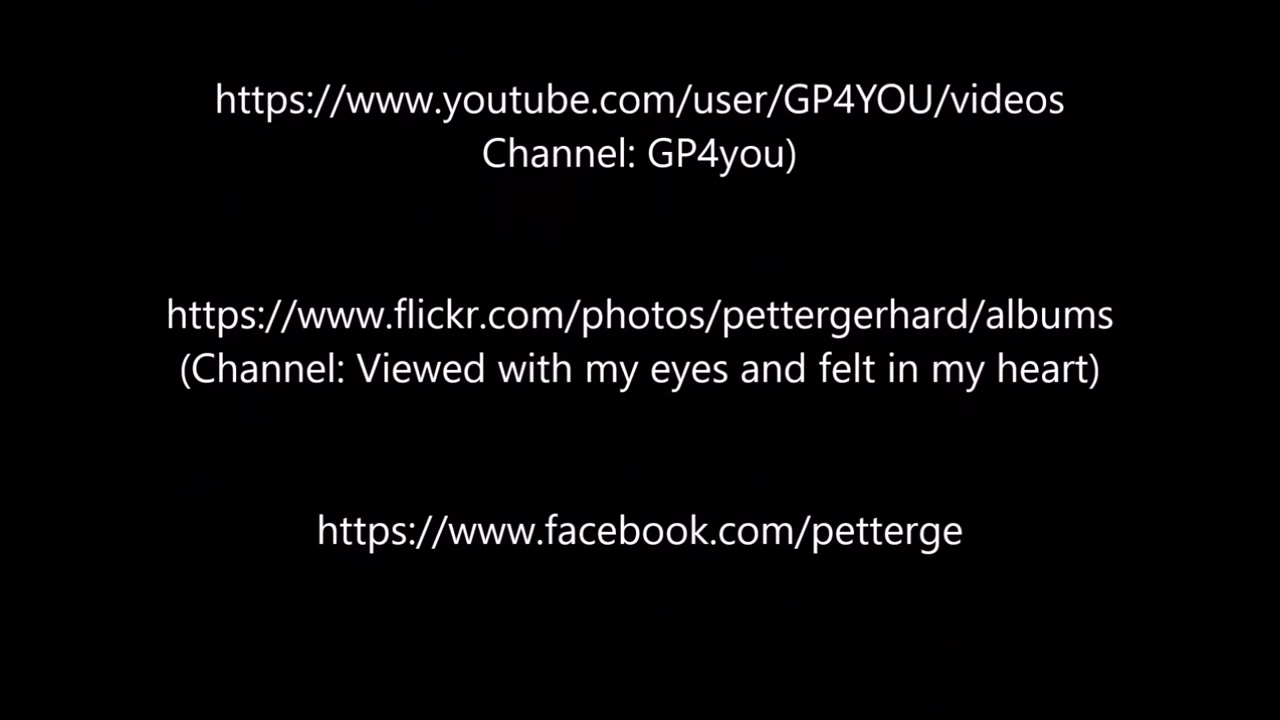 https://www.youtube.com/user/GP4YOU/videos
Channel: GP4you)
https://www.flickr.com/photos/pettergerhard/albums
(Channel: Viewed with my eyes and felt in my heart)
https://www.facebook.com/petterge